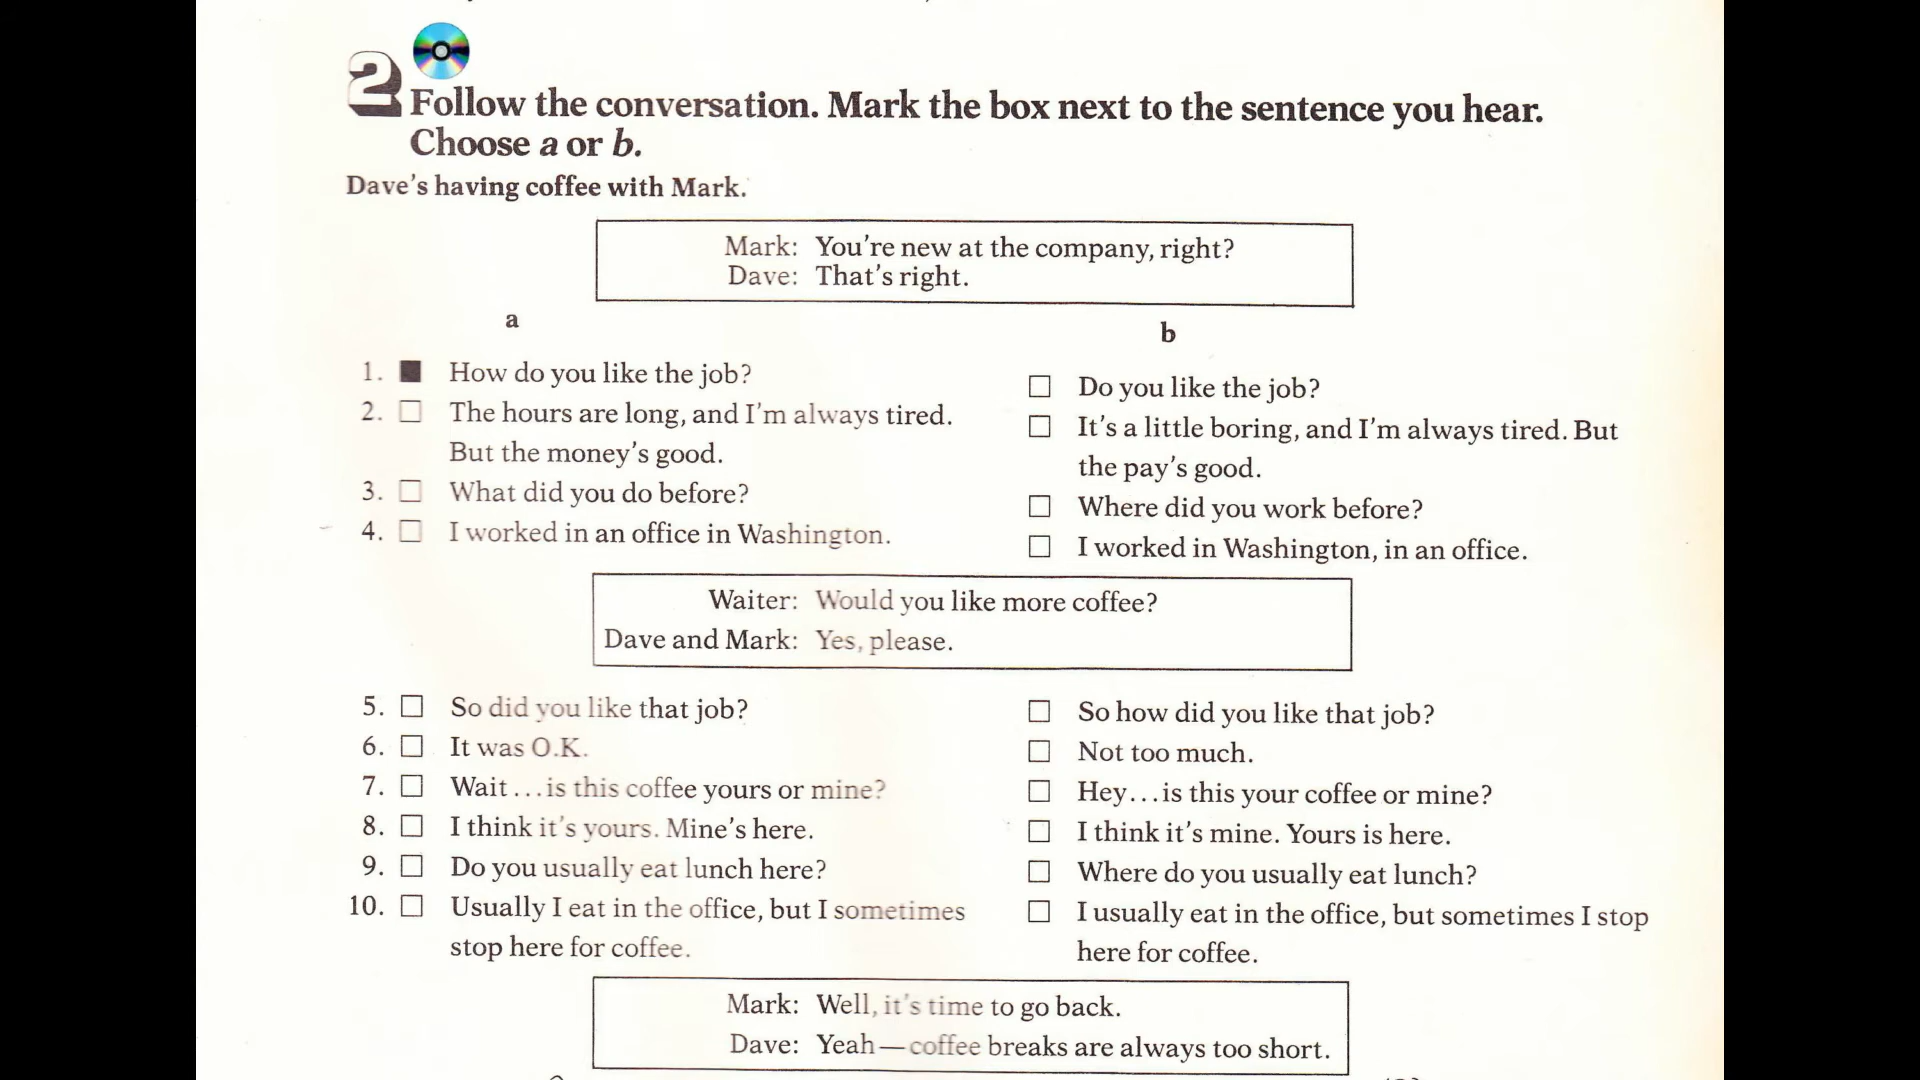 2
Follow the conversation. Mark the box next to the sentence you hear.
Choose a or b.
Dave's having coffee with Mark.
Mark: You're new at the company, right?
Dave: That's right.
a
b
1. How do you like the job?
Do you like the job?
2. The hours are long, and I'm always tired.
But the money's good.
It's a little boring, and I'm always tired. But
the pay's good.
3. What did you do before?
Where did you work before?
4. I worked in an office in Washington.
I worked in Washington, in an office.
Waiter: Would you like more coffee?
Dave and Mark: Yes, please.
5. So did you like that job?
So how did you like that job?
6. It was O.K.
Not too much.
7. Wait...is this coffee yours or mine?
Hey...is this your coffee or mine?
8. I think it's yours. Mine's here.
I think it's mine. Yours is here.
9. Do you usually eat lunch here?
Where do you usually eat lunch?
10. Usually I eat in the office, but I sometimes
stop here for coffee.
I usually eat in the office, but sometimes I stop
here for coffee.
Mark: Well, it's time to go back.
Dave: Yeah—coffee breaks are always too short.